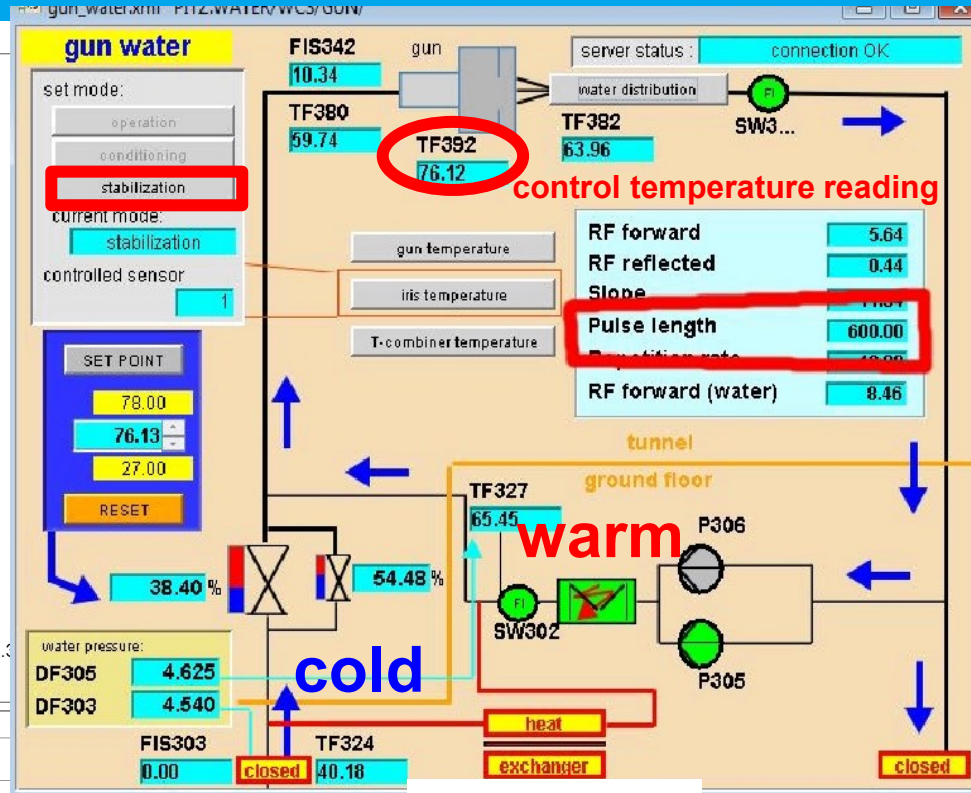 gun_water.xml PITZ.WATER/WCS/GUN/
gun water
FIS342
10.34
gun
server status :
connection OK
set mode:
operation
conditioning
stabilization
current mode:
stabilization
controlled sensor
1
TF380
59.74
TF392
76.12
water distribution
FI
SW3...
TF382
63.96
control temperature reading
gun temperature
iris temperature
T-combiner temperature
RF forward 5.64
RF reflected 0.44
Slope
Pulse length 600.00
Repetition rate
RF forward (water) 8.46
SET POINT
78.00
76.13
27.00
RESET
tunnel
ground floor
TF327
65.45
warm
P306
38.40 %
54.48 %
FI
SW302
P305
water pressure:
DF305 4.625
DF303 4.540
cold
heat
exchanger
FIS303
0.00
closed
TF324
40.18
closed